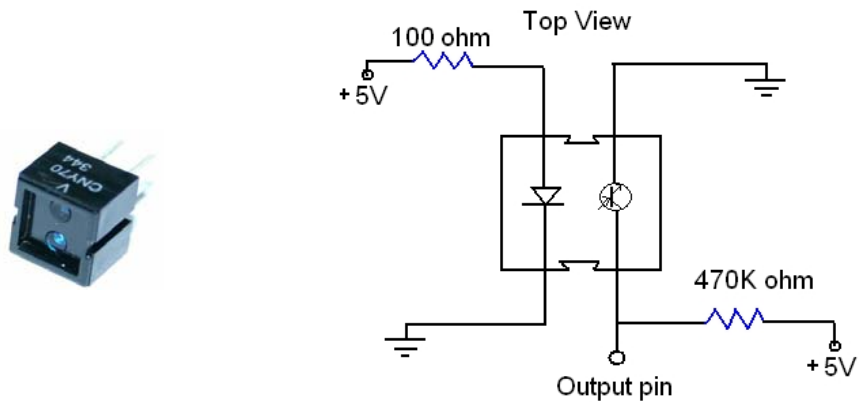 Top View
100 ohm
+5V
CNY70
344
V
470K ohm
+5V
Output pin